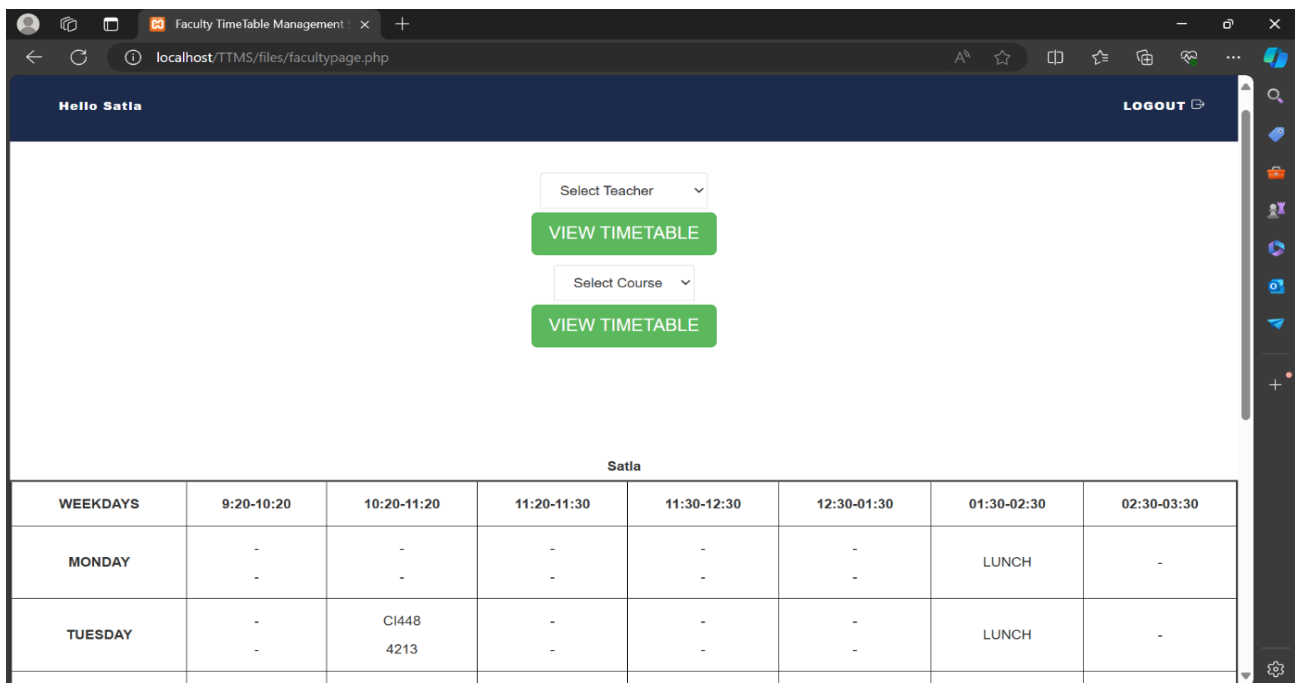 Faculty TimeTable Management S
localhost/TTMS/files/facultypage.php
Hello Satla
LOGOUT
Select Teacher
VIEW TIMETABLE
Select Course
VIEW TIMETABLE
Satla
WEEKDAYS 9:20-10:20 10:20-11:20 11:20-11:30 11:30-12:30 12:30-01:30 01:30-02:30 02:30-03:30
MONDAY - - - - - LUNCH -
- - - - -
TUESDAY - CI448 - - - LUNCH -
- 4213 - - -